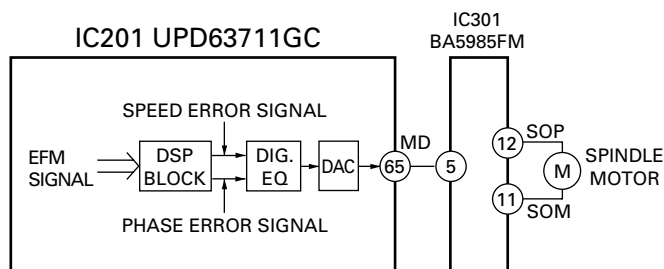 IC201 UPD63711GC
IC301
BA5985FM
SPEED ERROR SIGNAL
EFM
SIGNAL
DSP
BLOCK
DIG.
EQ
DAC
65
MD
5
12
SOP
M
SPINDLE
MOTOR
11
SOM
PHASE ERROR SIGNAL